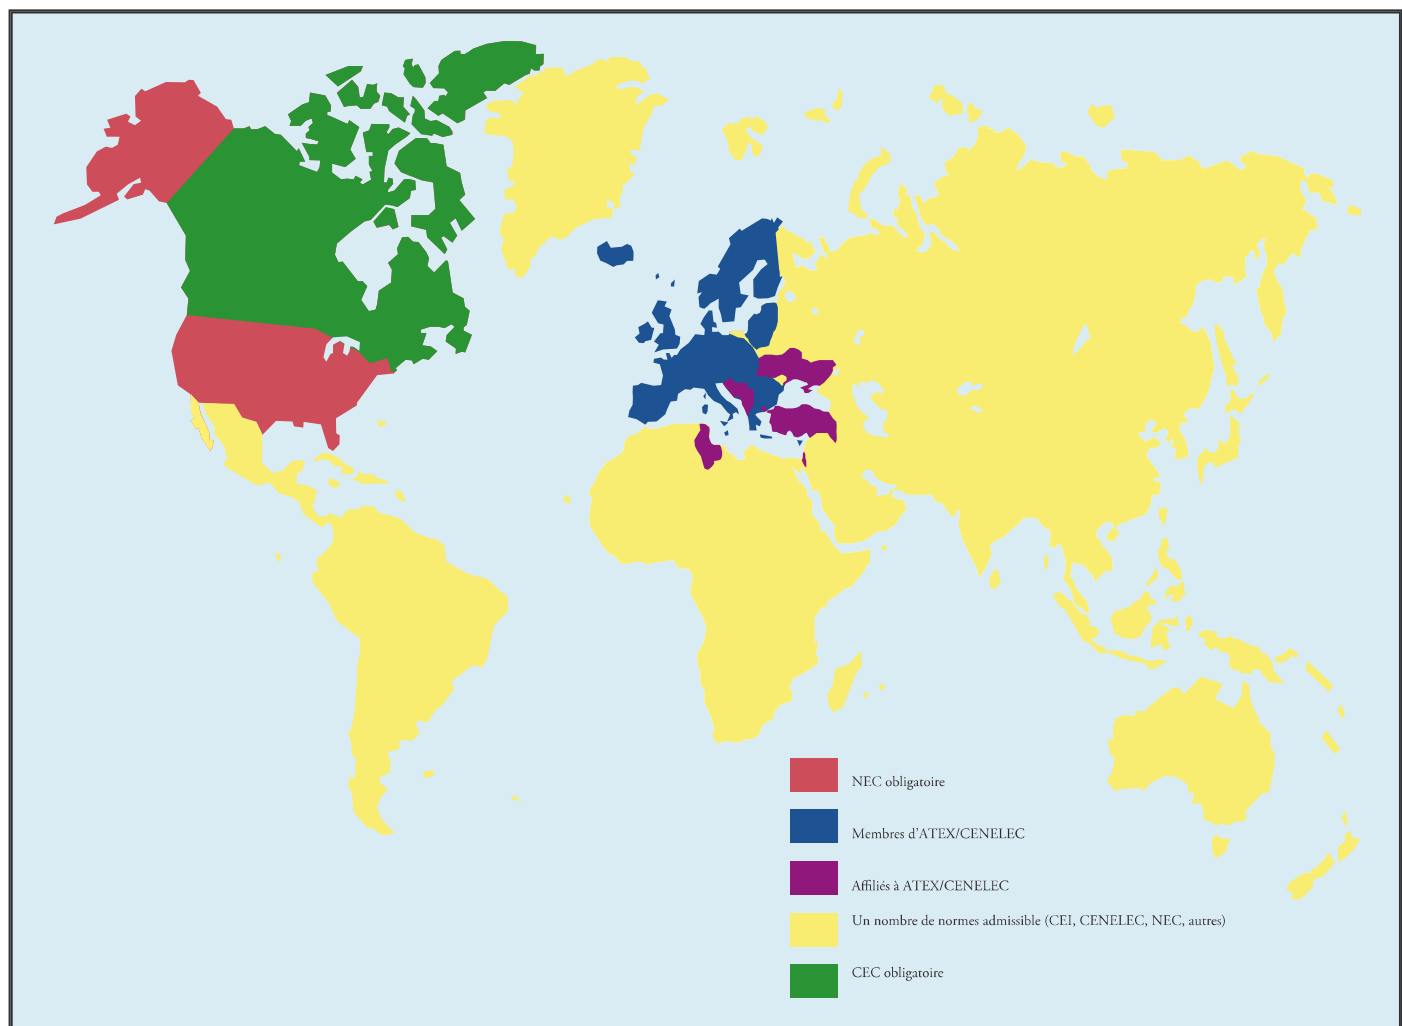 NEC obligatoire
Membres d'ATEX/CENELEC
Affiliés à ATEX/CENELEC
Un nombre de normes admissible (CEI, CENELEC, NEC, autres)
CEC obligatoire